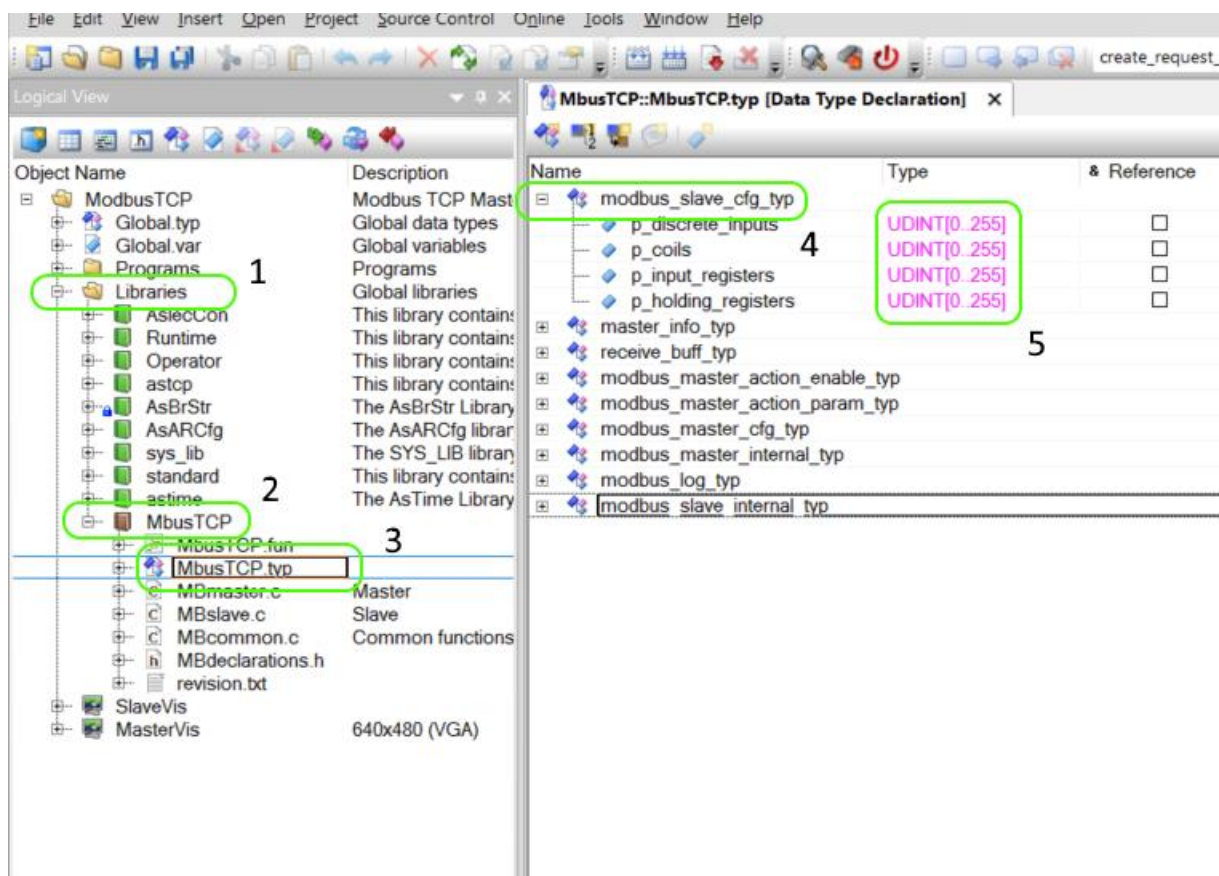 File Edit View Insert Open Project Source Control Online Tools Window Help
create_request_
Logical View
Object Name Description
ModbusTCP Modbus TCP Mast
Global.typ Global data types
Global.var Global variables
Programs Programs
1
Libraries Global libraries
AsIecCon This library contains
Runtime This library contains
Operator This library contains
astcp This library contains
AsBrStr The AsBrStr Library
AsARCfg The AsARCfg librar
sys_lib The SYS_LIB library
standard This library contains
astime The AsTime Library
2
MbusTCP
MbusTCP.fun
3
MbusTCP.typ
MBmaster.c Master
MBslave.c Slave
MBcommon.c Common functions
MBdeclarations.h
revision.txt
SlaveVis
MasterVis 640x480 (VGA)
MbusTCP::MbusTCP.typ [Data Type Declaration]
Name Type & Reference
modbus_slave_cfg_typ
p_discrete_inputs UDINT[0..255]
4
p_coils UDINT[0..255]
p_input_registers UDINT[0..255]
p_holding_registers UDINT[0..255]
5
master_info_typ
receive_buff_typ
modbus_master_action_enable_typ
modbus_master_action_param_typ
modbus_master_cfg_typ
modbus_master_internal_typ
modbus_log_typ
modbus_slave_internal_typ